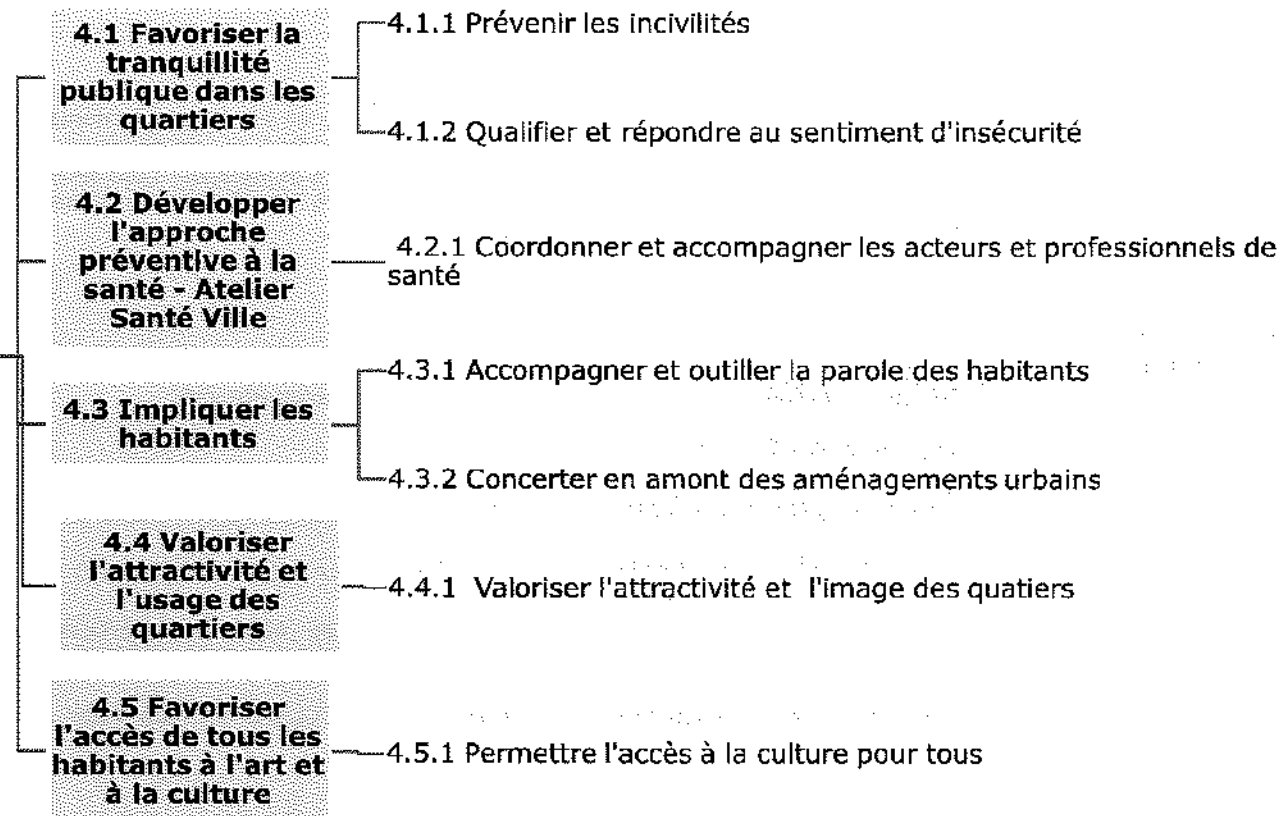 4.1 Favoriser la
tranquillité
publique dans les
quartiers
4.1.1 Prévenir les incivilités
4.1.2 Qualifier et répondre au sentiment d'insécurité
4.2 Développer
l'approche
préventive à la
santé - Atelier
Santé Ville
4.2.1 Coordonner et accompagner les acteurs et professionnels de
santé
4.3 Impliquer les
habitants
4.3.1 Accompagner et outiller la parole des habitants
4.3.2 Concerter en amont des aménagements urbains
4.4 Valoriser
l'attractivité et
l'usage des
quartiers
4.4.1 Valoriser l'attractivité et l'image des quatiers
4.5 Favoriser
l'accès de tous les
habitants à l'art et
à la culture
4.5.1 Permettre l'accès à la culture pour tous